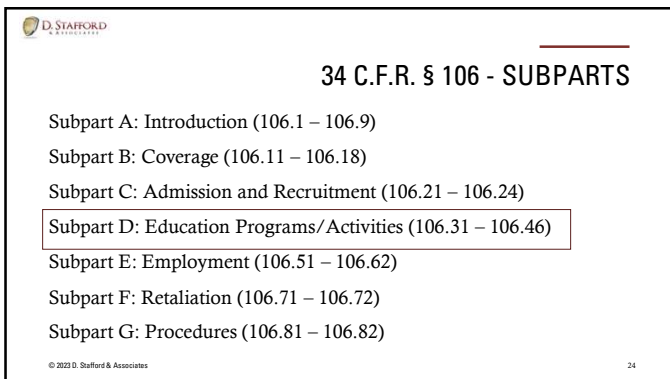 D. STAFFORD
& ASSOCIATES
34 C.F.R. § 106 - SUBPARTS
Subpart A: Introduction (106.1 – 106.9)
Subpart B: Coverage (106.11 – 106.18)
Subpart C: Admission and Recruitment (106.21 – 106.24)
Subpart D: Education Programs/Activities (106.31 – 106.46)
Subpart E: Employment (106.51 – 106.62)
Subpart F: Retaliation (106.71 – 106.72)
Subpart G: Procedures (106.81 – 106.82)
© 2023 D. Stafford & Associates
24